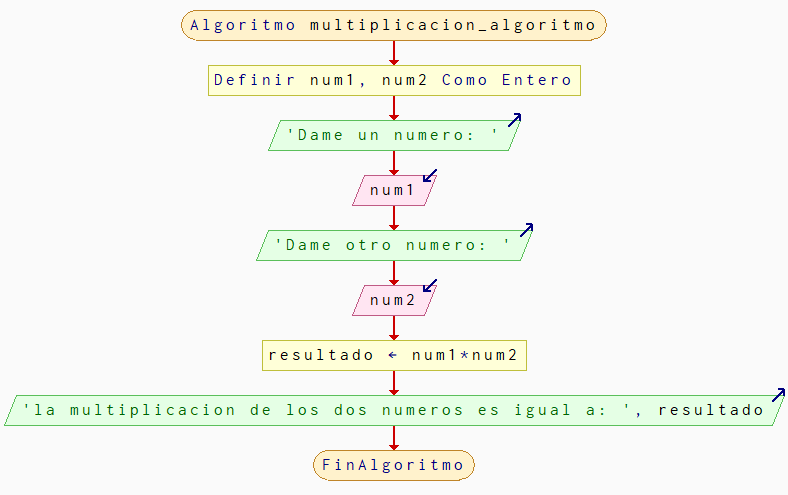 Algoritmo multiplicacion_algoritmo
Definir num1, num2 Como Entero
'Dame un numero: '
num1
'Dame otro numero: '
num2
resultado ← num1*num2
'la multiplicacion de los dos numeros es igual a: ', resultado
FinAlgoritmo